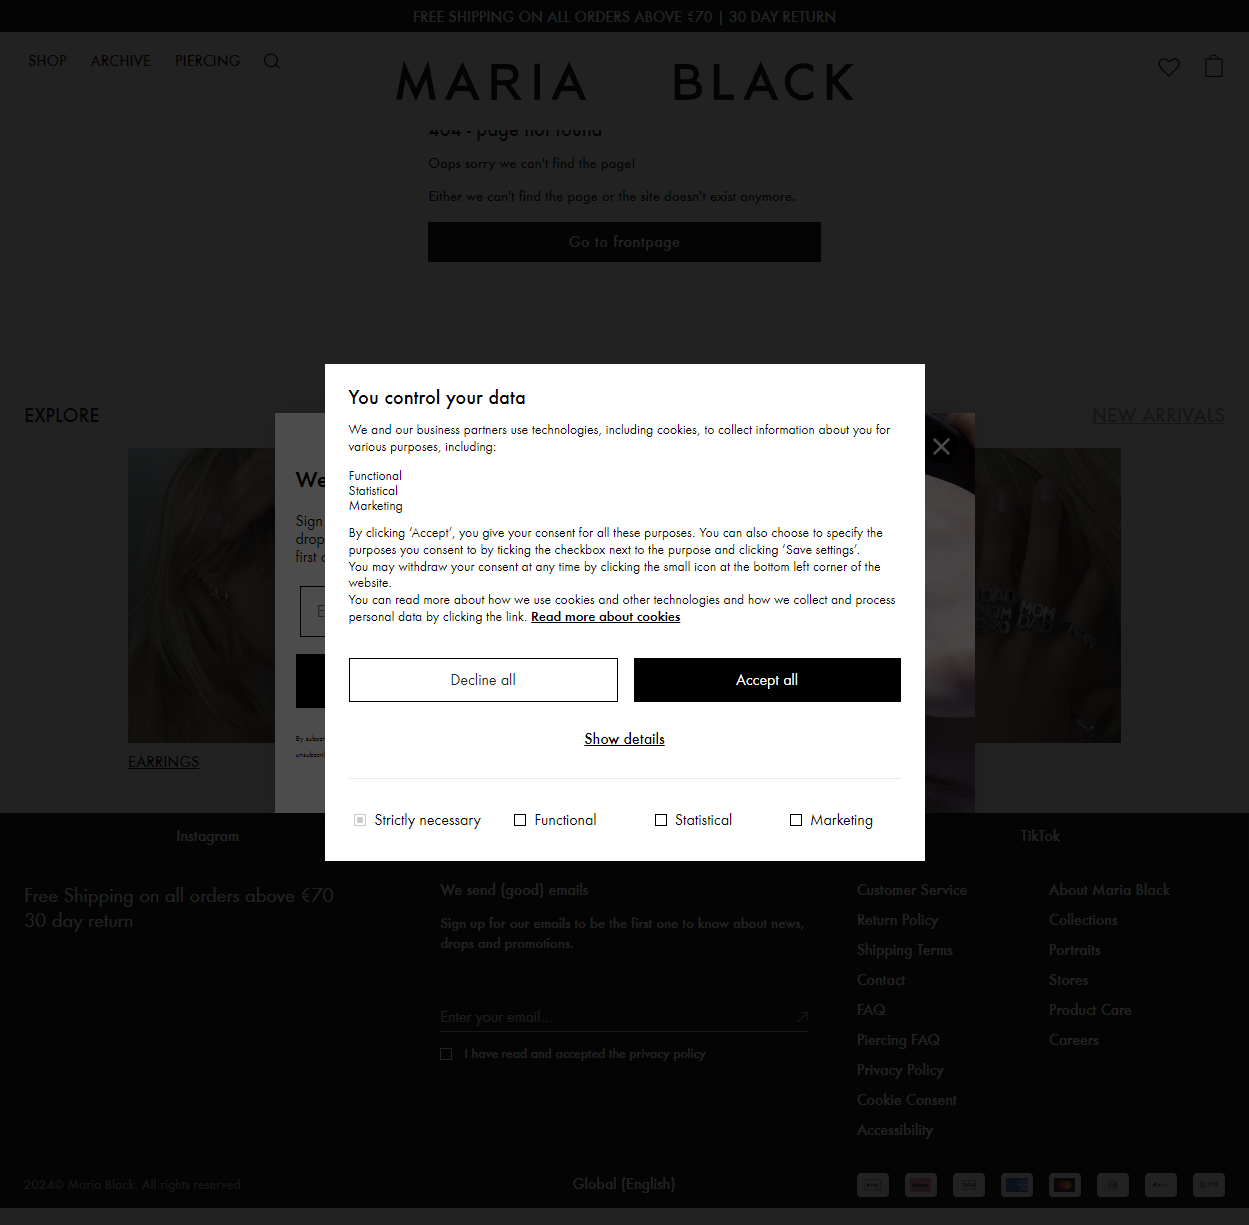 FREE SHIPPING ON ALL ORDERS ABOVE €70 | 30 DAY RETURN
SHOP ARCHIVE PIERCING
MARIA BLACK
404 - page not found
Oops sorry we can't find the page!
Either we can't find the page or the site doesn't exist anymore.
Go to frontpage
EXPLORE
NEW ARRIVALS
You control your data
We and our business partners use technologies, including cookies, to collect information about you for
various purposes, including:
Functional
Statistical
Marketing
By clicking ‘Accept’, you give your consent for all these purposes. You can also choose to specify the
purposes you consent to by ticking the checkbox next to the purpose and clicking ‘Save settings’.
You may withdraw your consent at any time by clicking the small icon at the bottom left corner of the
website.
You can read more about how we use cookies and other technologies and how we collect and process
personal data by clicking the link. Read more about cookies
Decline all
Accept all
Show details
Strictly necessary
Functional
Statistical
Marketing
We
Sign
drop
first
By subscr
unsubscri
EARRINGS
Instagram
TikTok
Free Shipping on all orders above €70
30 day return
We send (good) emails
Sign up for our emails to be the first one to know about news,
drops and promotions.
Enter your email...
I have read and accepted the privacy policy
Customer Service
Return Policy
Shipping Terms
Contact
FAQ
Piercing FAQ
Privacy Policy
Cookie Consent
Accessibility
About Maria Black
Collections
Portraits
Stores
Product Care
Careers
2024© Maria Black. All rights reserved.
Global (English)